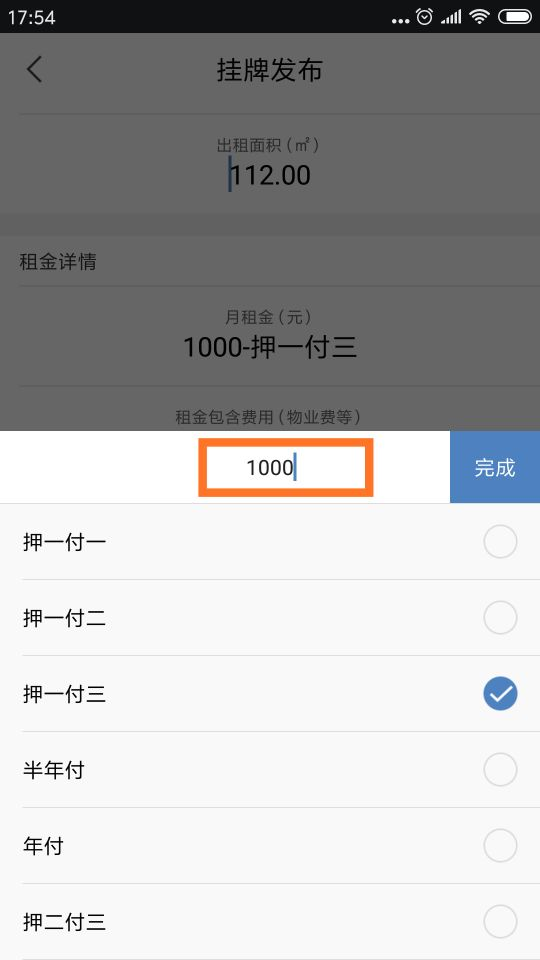 17:54
挂牌发布
出租面积(㎡)
112.00
租金详情
月租金(元)
1000-押一付三
租金包含费用(物业费等)
1000
完成
押一付一
押一付二
押一付三
半年付
年付
押二付三